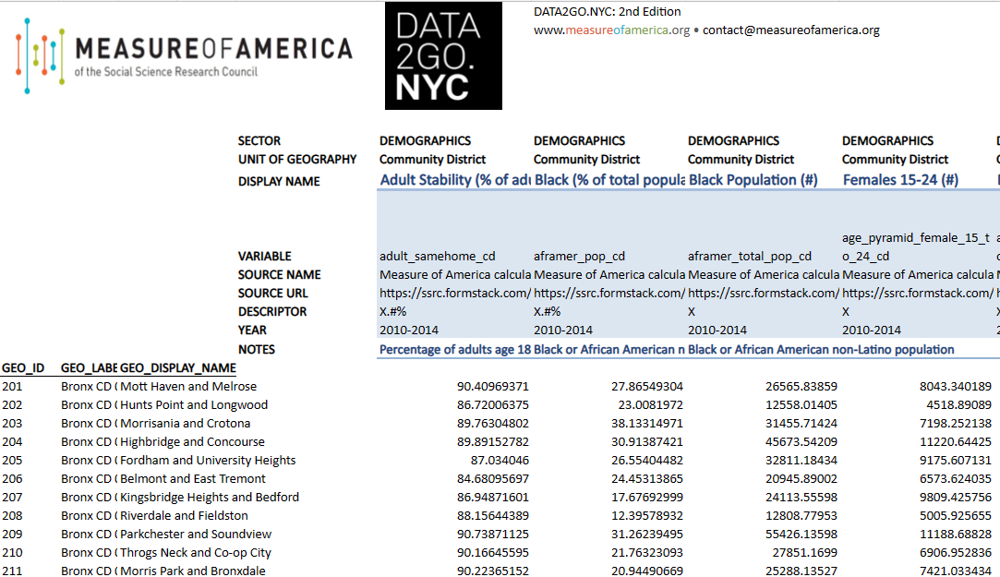 MEASUREOFAMERICA
of the Social Science Research Council
DATA
2GO.
NYC
DATA2GO.NYC: 2nd Edition
www.measureofamerica.org • contact@measureofamerica.org
SECTOR DEMOGRAPHICS DEMOGRAPHICS DEMOGRAPHICS DEMOGRAPHICS
UNIT OF GEOGRAPHY Community District Community District Community District Community District
DISPLAY NAME Adult Stability (% of adu Black (% of total popula Black Population (#) Females 15-24 (#)
VARIABLE adult_samehome_cd aframer_pop_cd aframer_total_pop_cd age_pyramid_female_15_t
o_24_cd
SOURCE NAME Measure of America calcula Measure of America calcula Measure of America calcula Measure of America calcula
SOURCE URL https://ssrc.formstack.com/ https://ssrc.formstack.com/ https://ssrc.formstack.com/ https://ssrc.formstack.com/
DESCRIPTOR X.#% X.#% X X
YEAR 2010-2014 2010-2014 2010-2014 2010-2014
NOTES Percentage of adults age 18 Black or African American n Black or African American non-Latino population
GEO_ID GEO_LABE GEO_DISPLAY_NAME
201 Bronx CD ( Mott Haven and Melrose 90.40969371 27.86549304 26565.83859 8043.340189
202 Bronx CD ( Hunts Point and Longwood 86.72006375 23.0081972 12558.01405 4518.89089
203 Bronx CD ( Morrisania and Crotona 89.76304802 38.13314971 31455.71424 7198.252138
204 Bronx CD ( Highbridge and Concourse 89.89152782 30.91387421 45673.54209 11220.64425
205 Bronx CD ( Fordham and University Heights 87.034046 26.55404482 32811.18434 9175.607131
206 Bronx CD ( Belmont and East Tremont 84.68095697 24.45313865 20945.89002 6573.624035
207 Bronx CD ( Kingsbridge Heights and Bedford 86.94871601 17.67692999 24113.55598 9809.425756
208 Bronx CD ( Riverdale and Fieldston 88.15644389 12.39578932 12808.77953 5005.925655
209 Bronx CD ( Parkchester and Soundview 90.73871125 31.26239495 55426.13598 11188.68828
210 Bronx CD ( Throgs Neck and Co-op City 90.16645595 21.76323093 27851.1699 6906.952836
211 Bronx CD ( Morris Park and Bronxdale 90.22365152 20.94490669 25288.13527 7421.033434